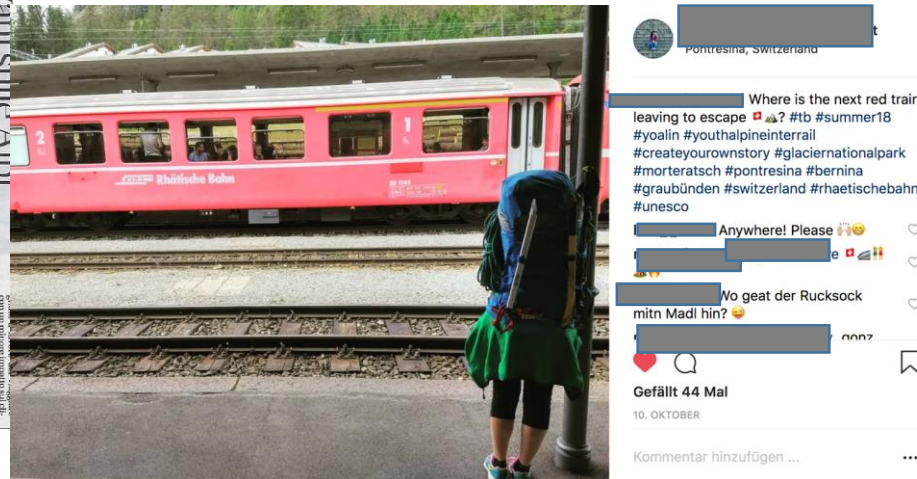 2
1
Rhätische Bahn
t
Pontresina, Switzerland
Where is the next red train
leaving to escape 🇨🇭🏔? #tb #summer18
#yoalin #youthalpineinterrail
#createyourownstory #glaciernationalpark
#morteratsch #pontresina #bernina
#graubünden #switzerland #rhaetischebahn
#unesco
Anywhere! Please 🙌🏻😁
e 🇨🇭
Wo geat der Rucksock
mitn Madl hin? 😜
gonz
Gefällt 44 Mal
10. OKTOBER
Kommentar hinzufügen ...